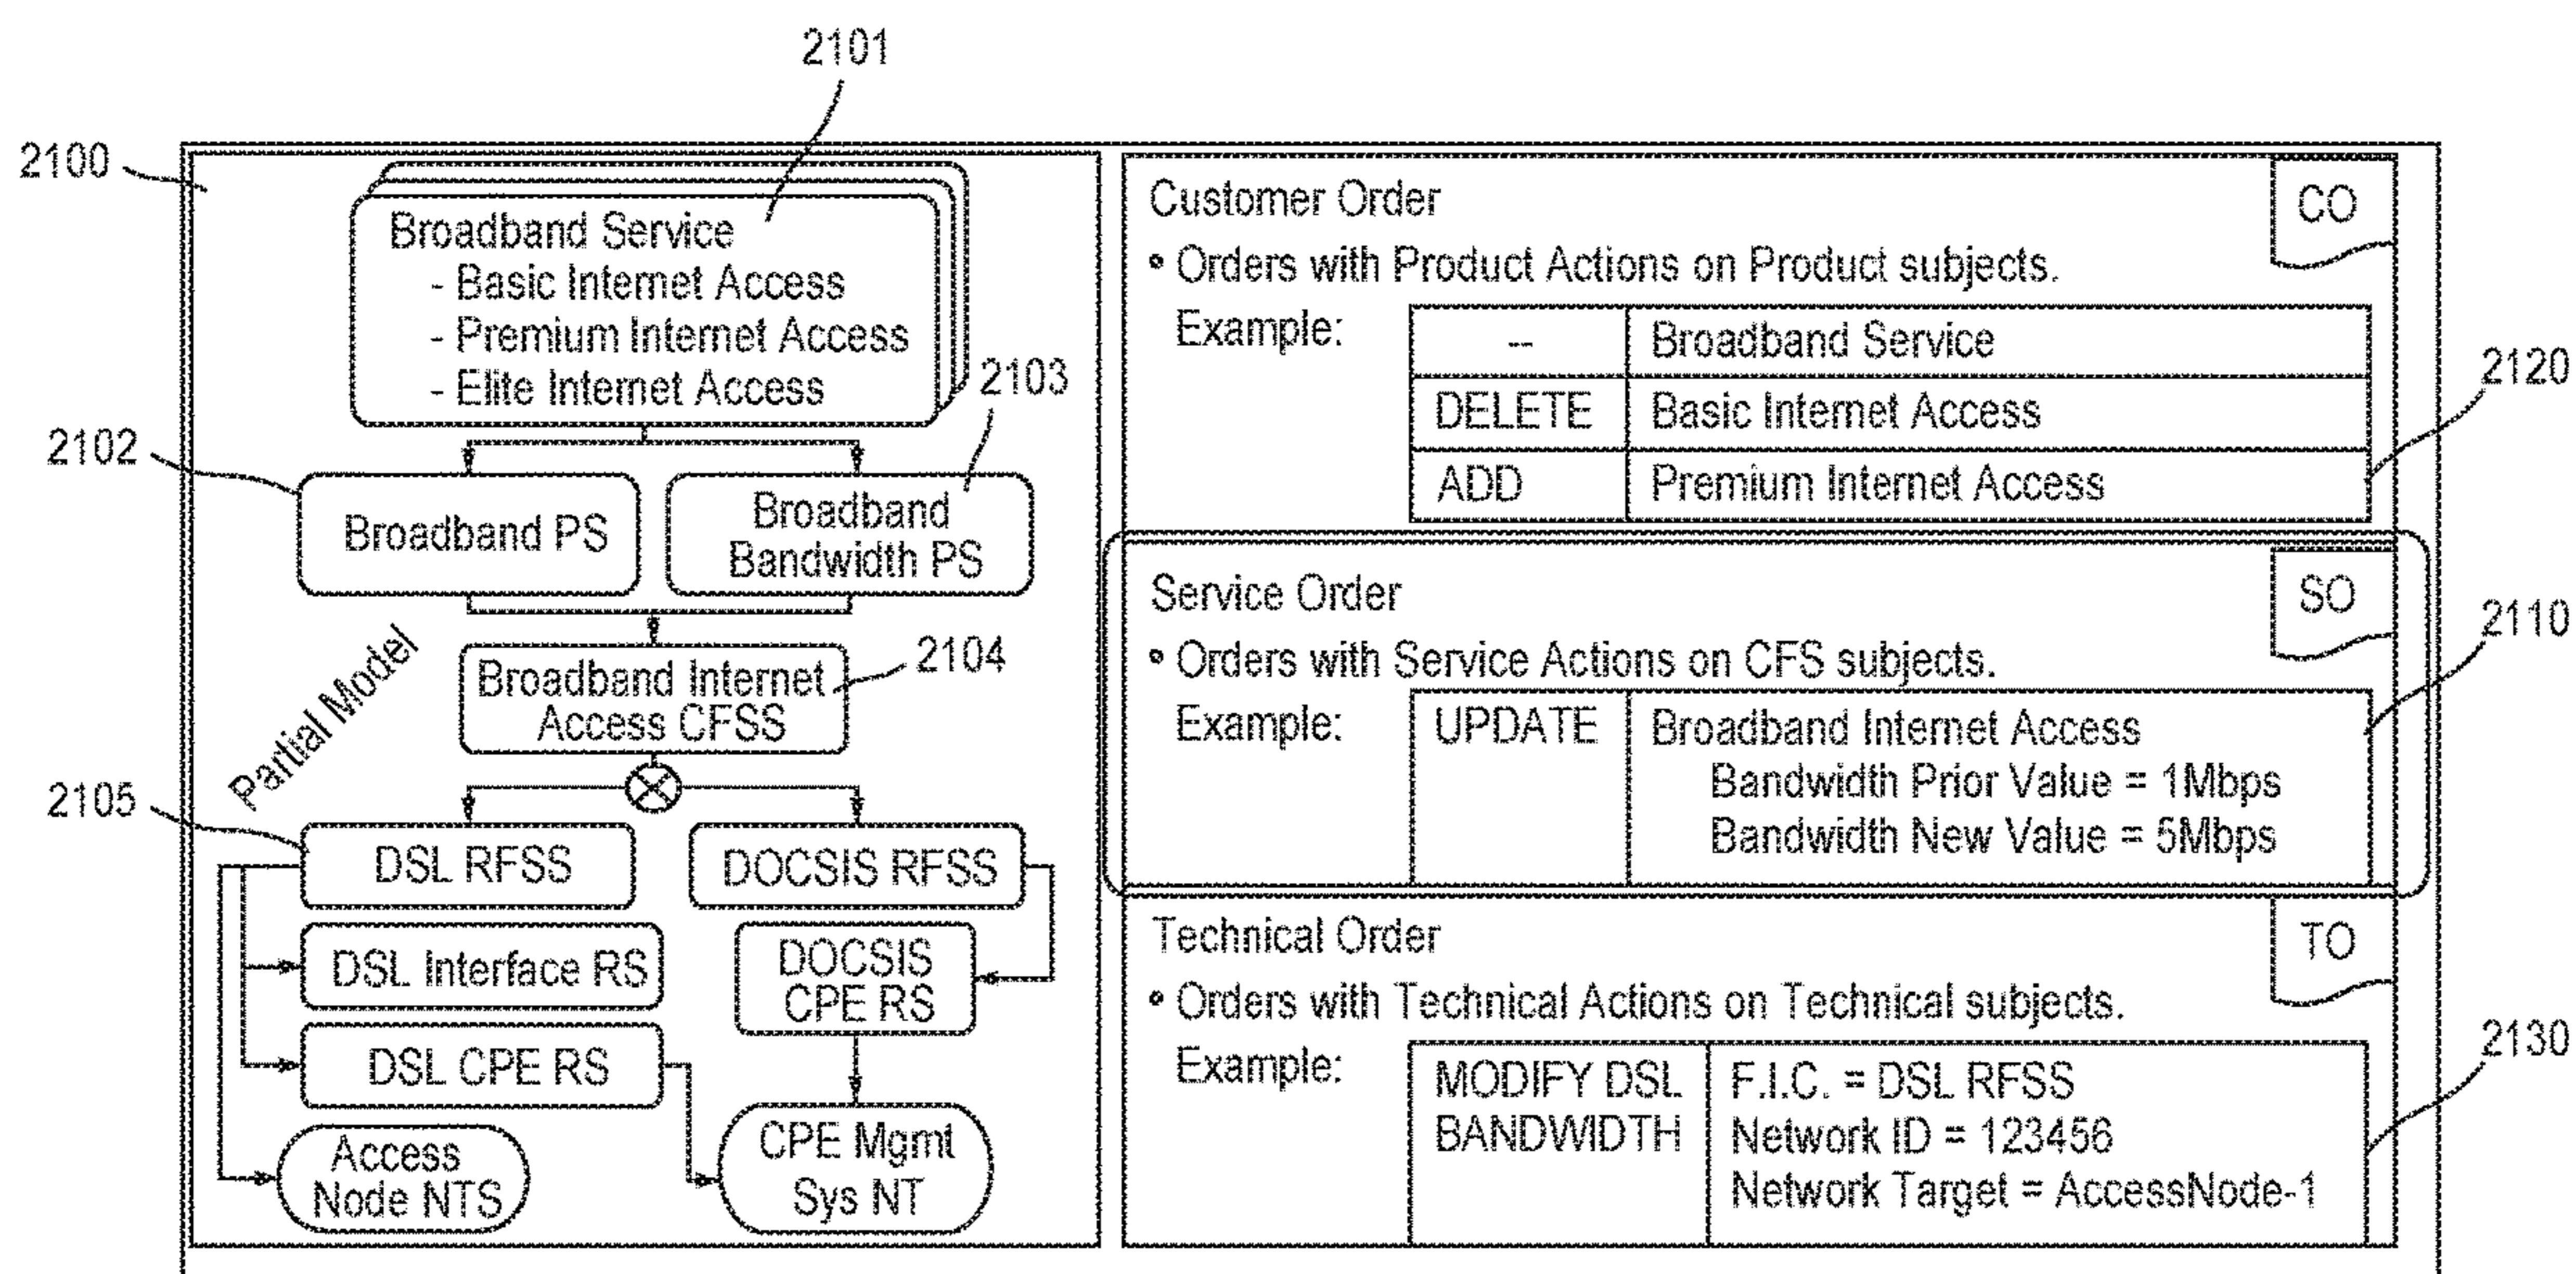 2101
2100
Broadband Service
- Basic Internet Access
- Premium Internet Access
- Elite Internet Access
2103
2102
Broadband PS
Broadband
Bandwidth PS
Partial Model
Broadband Internet
Access CFSS
2104
2105
DSL RFSS
DOCSIS RFSS
DSL Interface RS
DOCSIS
CPE RS
DSL CPE RS
Access
Node NTS
CPE Mgmt
Sys NT
Customer Order
CO
• Orders with Product Actions on Product subjects.
Example:
-- Broadband Service
DELETE Basic Internet Access
ADD Premium Internet Access
2120
Service Order
SO
• Orders with Service Actions on CFS subjects.
2110
Example:
UPDATE Broadband Internet Access
Bandwidth Prior Value = 1Mbps
Bandwidth New Value = 5Mbps
Technical Order
TO
• Orders with Technical Actions on Technical subjects.
2130
Example:
MODIFY DSL F.I.C. = DSL RFSS
BANDWIDTH Network ID = 123456
Network Target = AccessNode-1